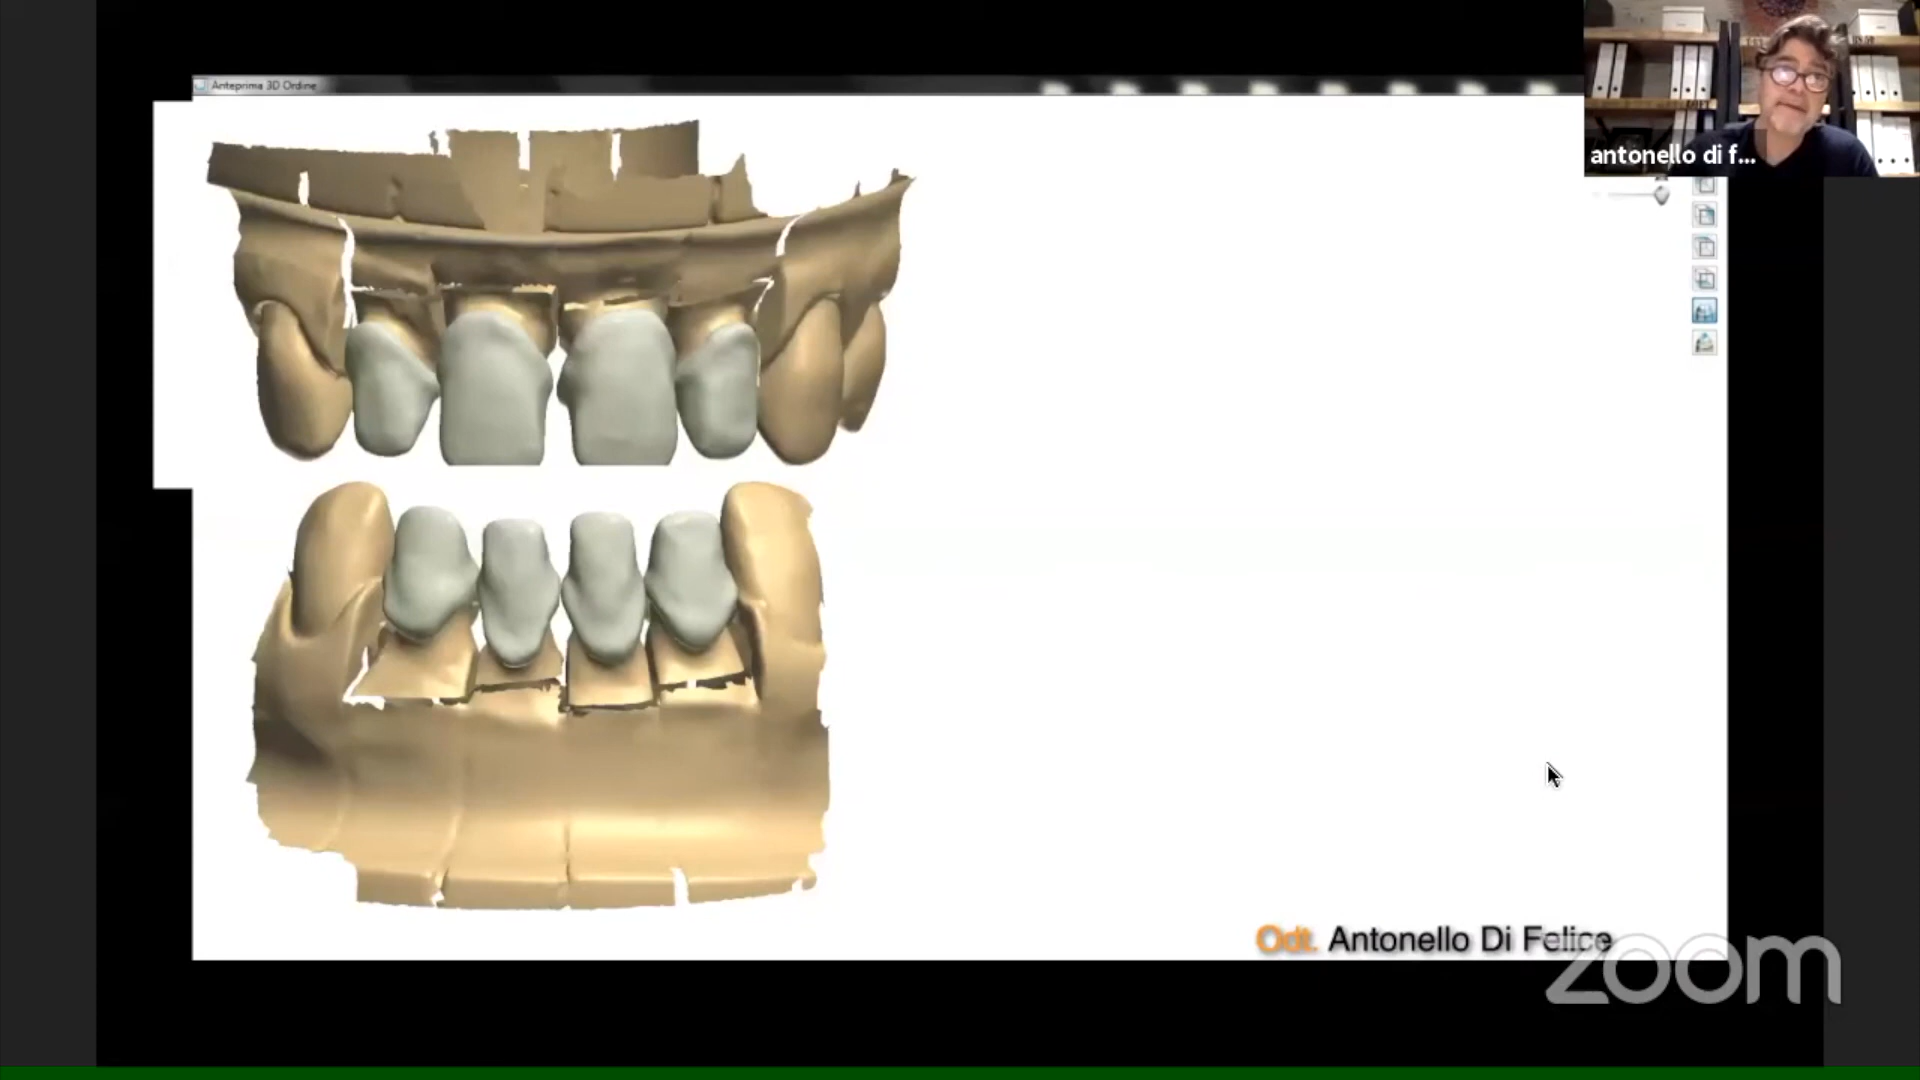 Anteprima 3D Ordine
antonello di f...
Odt. Antonello Di Felice
zoom